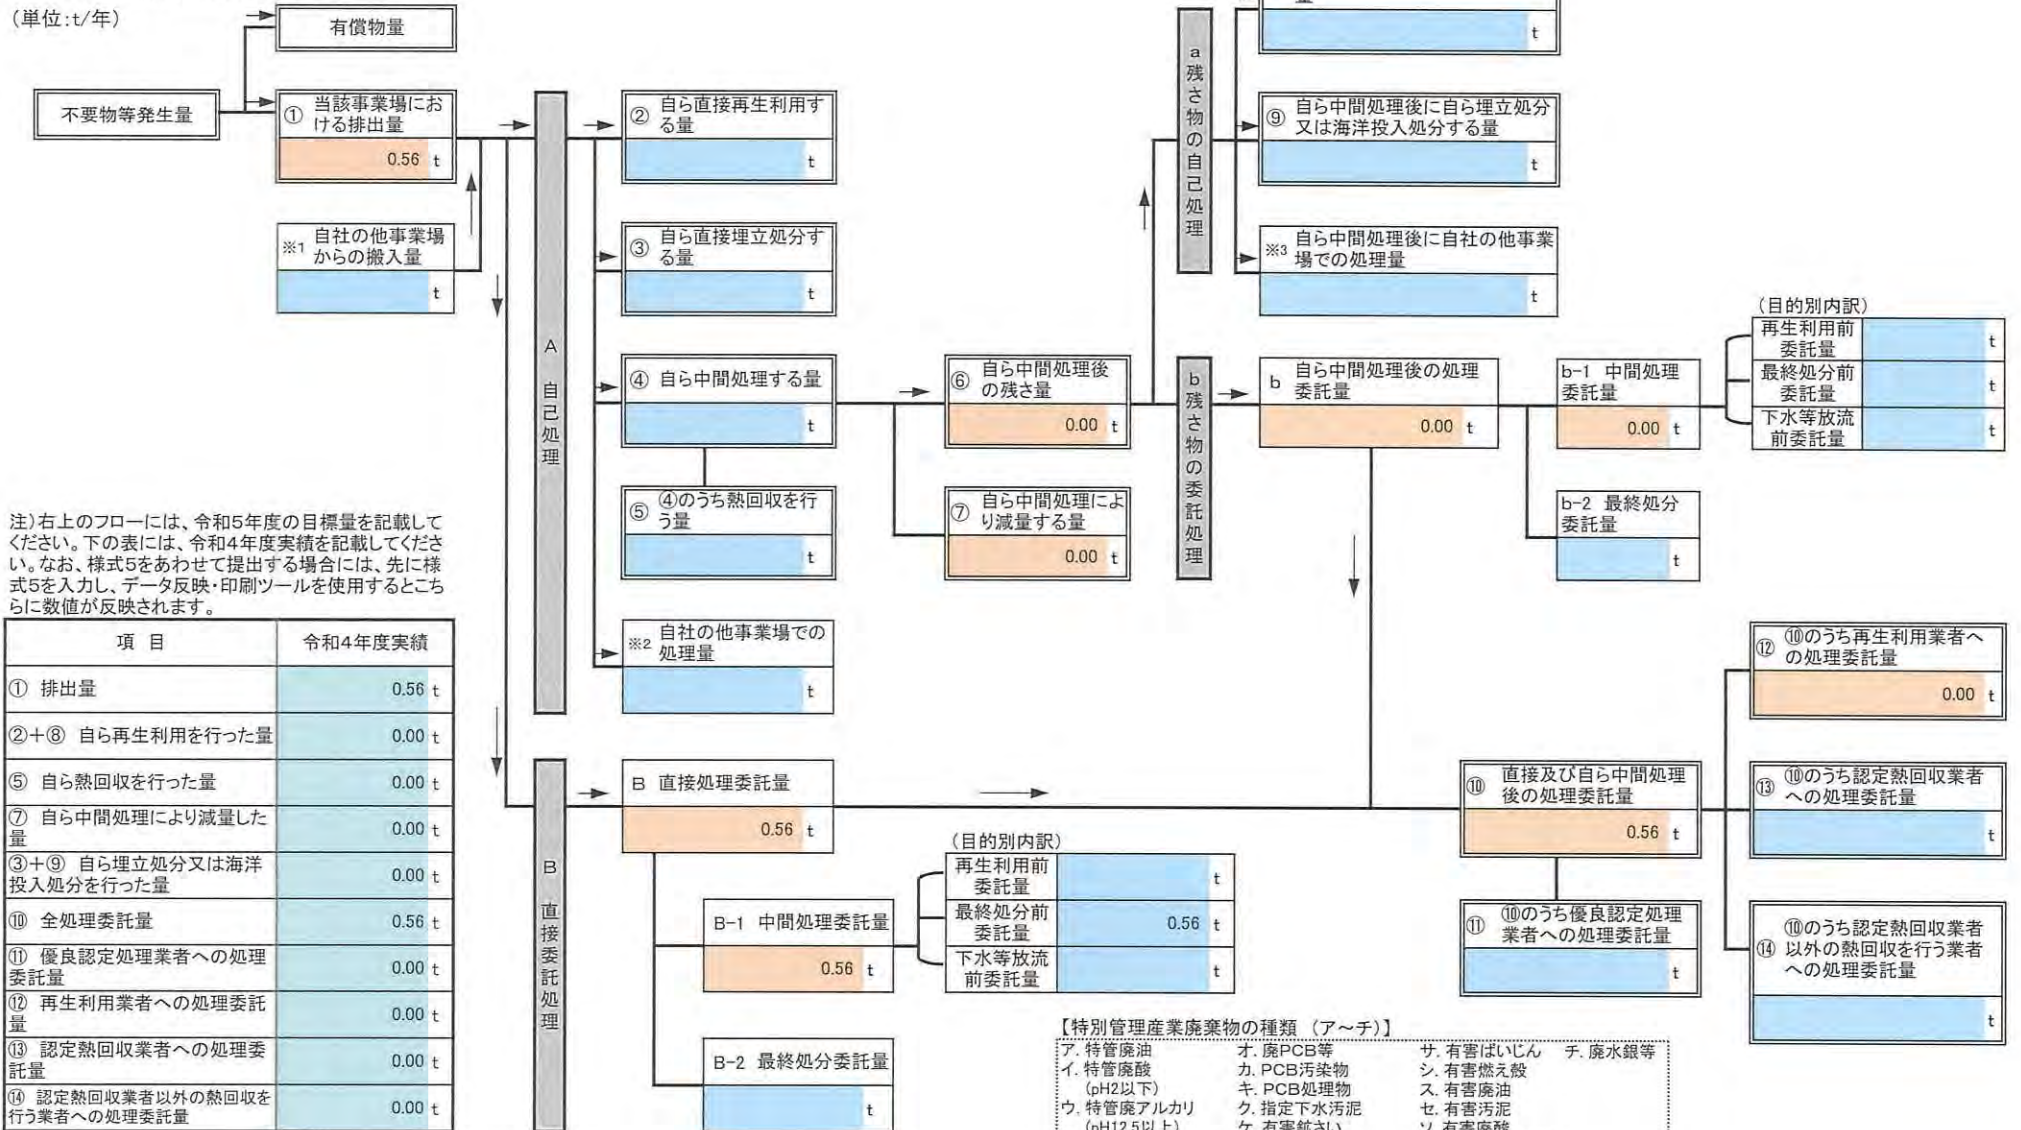 (単位:t/年)
有償物量
不要物等発生量
① 当該事業場にお
ける排出量
0.56 t
※1 自社の他事業場
からの搬入量
t
A 自己処理
② 自ら直接再生利用す
る量
t
③ 自ら直接埋立処分す
る量
t
④ 自ら中間処理する量
t
⑤ ④のうち熱回収を行
う量
t
※2 自社の他事業場での
処理量
t
⑥ 自ら中間処理後
の残さ量
0.00 t
⑦ 自ら中間処理によ
り減量する量
0.00 t
a 残さ物の自己処理
量
t
⑨ 自ら中間処理後に自ら埋立処分
又は海洋投入処分する量
t
※3 自ら中間処理後に自社の他事業
場での処理量
t
b 残さ物の委託処理
b 自ら中間処理後の処理
委託量
0.00 t
b-1 中間処理
委託量
0.00 t
b-2 最終処分
委託量
t
(目的別内訳)
再生利用前
委託量
t
最終処分前
委託量
t
下水等放流
前委託量
t
注)右上のフローには、令和5年度の目標量を記載して
ください。下の表には、令和4年度実績を記載してくださ
い。なお、様式5をあわせて提出する場合には、先に様
式5を入力し、データ反映・印刷ツールを使用するとこち
らに数値が反映されます。
項 目 令和4年度実績
① 排出量 0.56 t
②+⑧ 自ら再生利用を行った量 0.00 t
⑤ 自ら熱回収を行った量 0.00 t
⑦ 自ら中間処理により減量した
量 0.00 t
③+⑨ 自ら埋立処分又は海洋
投入処分を行った量 0.00 t
⑩ 全処理委託量 0.56 t
⑪ 優良認定処理業者への処理
委託量 0.00 t
⑫ 再生利用業者への処理委託
量 0.00 t
⑬ 認定熱回収業者への処理委
託量 0.00 t
⑭ 認定熱回収業者以外の熱回収を
行う業者への処理委託量 0.00 t
B 直接委託処理
B 直接処理委託量
0.56 t
B-1 中間処理委託量
0.56 t
B-2 最終処分委託量
t
(目的別内訳)
再生利用前
委託量
t
最終処分前
委託量
0.56 t
下水等放流
前委託量
t
⑩ 直接及び自ら中間処理
後の処理委託量
0.56 t
⑪ ⑩のうち優良認定処理
業者への処理委託量
t
⑫ ⑩のうち再生利用業者へ
の処理委託量
0.00 t
⑬ ⑩のうち認定熱回収業者
への処理委託量
t
⑭ ⑩のうち認定熱回収業者
以外の熱回収を行う業者
への処理委託量
t
【特別管理産業廃棄物の種類 (ア~チ)】
ア. 特管廃油 オ. 廃PCB等 サ. 有害ばいじん チ. 廃水銀等
イ. 特管廃酸 カ. PCB汚染物 シ. 有害燃え殻
(pH2以下) キ. PCB処理物 ス. 有害廃油
ウ. 特管廃アルカリ ク. 指定下水汚泥 セ. 有害汚泥
(pH12.5以上) ケ. 有害鉱さい ソ. 有害廃酸